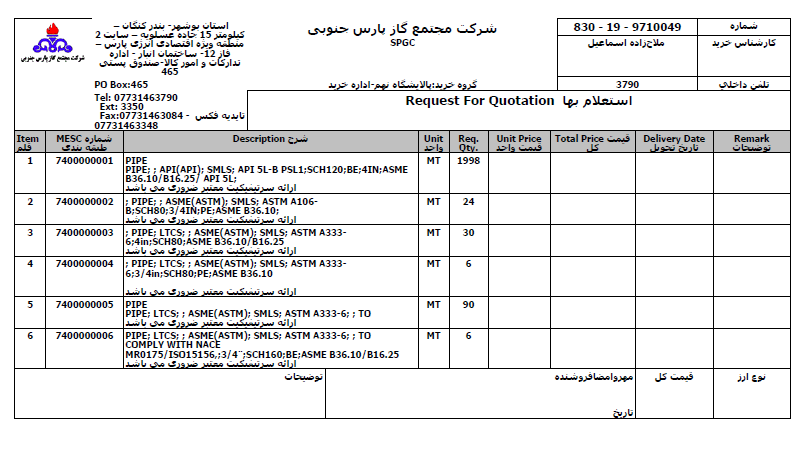 شرکت مجتمع گاز پارس جنوبی
استان بوشهر- بندر کنگان –
کیلومتر 15 جاده عسلویه – سایت 2
منطقه ویژه اقتصادی انرژی پارس –
فاز 12- ساختمان انبار - اداره
تدارکات و امور کالا-صندوق پستی
465
PO Box:465
Tel: 07731463790
Ext: 3350
Fax:07731463084 - تاییدیه فکس
07731463348
شرکت مجتمع گاز پارس جنوبی
SPGC
گروه خرید:پالایشگاه نهم-اداره خرید
830 - 19 - 9710049 شماره
ملاح‌زاده اسماعیل کارشناس خرید
3790 تلفن داخلي
Request For Quotation استعلام بها
Item قلم
MESC شماره طبقه بندی
Description شرح
Unit واحد
Req. Qty.
Unit Price قیمت واحد
Total Price قیمت کل
Delivery Date تاریخ تحویل
Remark توضیحات
1 7400000001 PIPE MT 1998
PIPE; ; API(API); SMLS; API 5L-B PSL1;SCH120;BE;4IN;ASME
B36.10/B16.25/ API 5L;
ارائه سرتیفیکیت معتبر ضروری می باشد
2 7400000002 ; PIPE; ; ASME(ASTM); SMLS; ASTM A106- MT 24
B;SCH80;3/4IN;PE;ASME B36.10;
ارائه سرتیفیکیت معتبر ضروری می باشد
3 7400000003 ; PIPE; LTCS; ; ASME(ASTM); SMLS; ASTM A333- MT 30
6;4in;SCH80;ASME B36.10/B16.25
ارائه سرتیفیکیت معتبر ضروری می باشد
4 7400000004 ; PIPE; LTCS; ; ASME(ASTM); SMLS; ASTM A333- MT 6
6;3/4in;SCH80;PE;ASME B36.10
ارائه سرتیفیکیت معتبر ضروری می باشد
5 7400000005 PIPE MT 90
PIPE; LTCS; ; ASME(ASTM); SMLS; ASTM A333-6; ; TO
ارائه سرتیفیکیت معتبر ضروری می باشد
6 7400000006 PIPE; LTCS; ; ASME(ASTM); SMLS; ASTM A333-6; ; TO MT 6
COMPLY WITH NACE
MR0175/ISO15156,;3/4¨;SCH160;BE;ASME B36.10/B16.25
ارائه سرتیفیکیت معتبر ضروری می باشد
توضیحات
مهروامضافروشنده
تاریخ
قیمت کل
نوع ارز